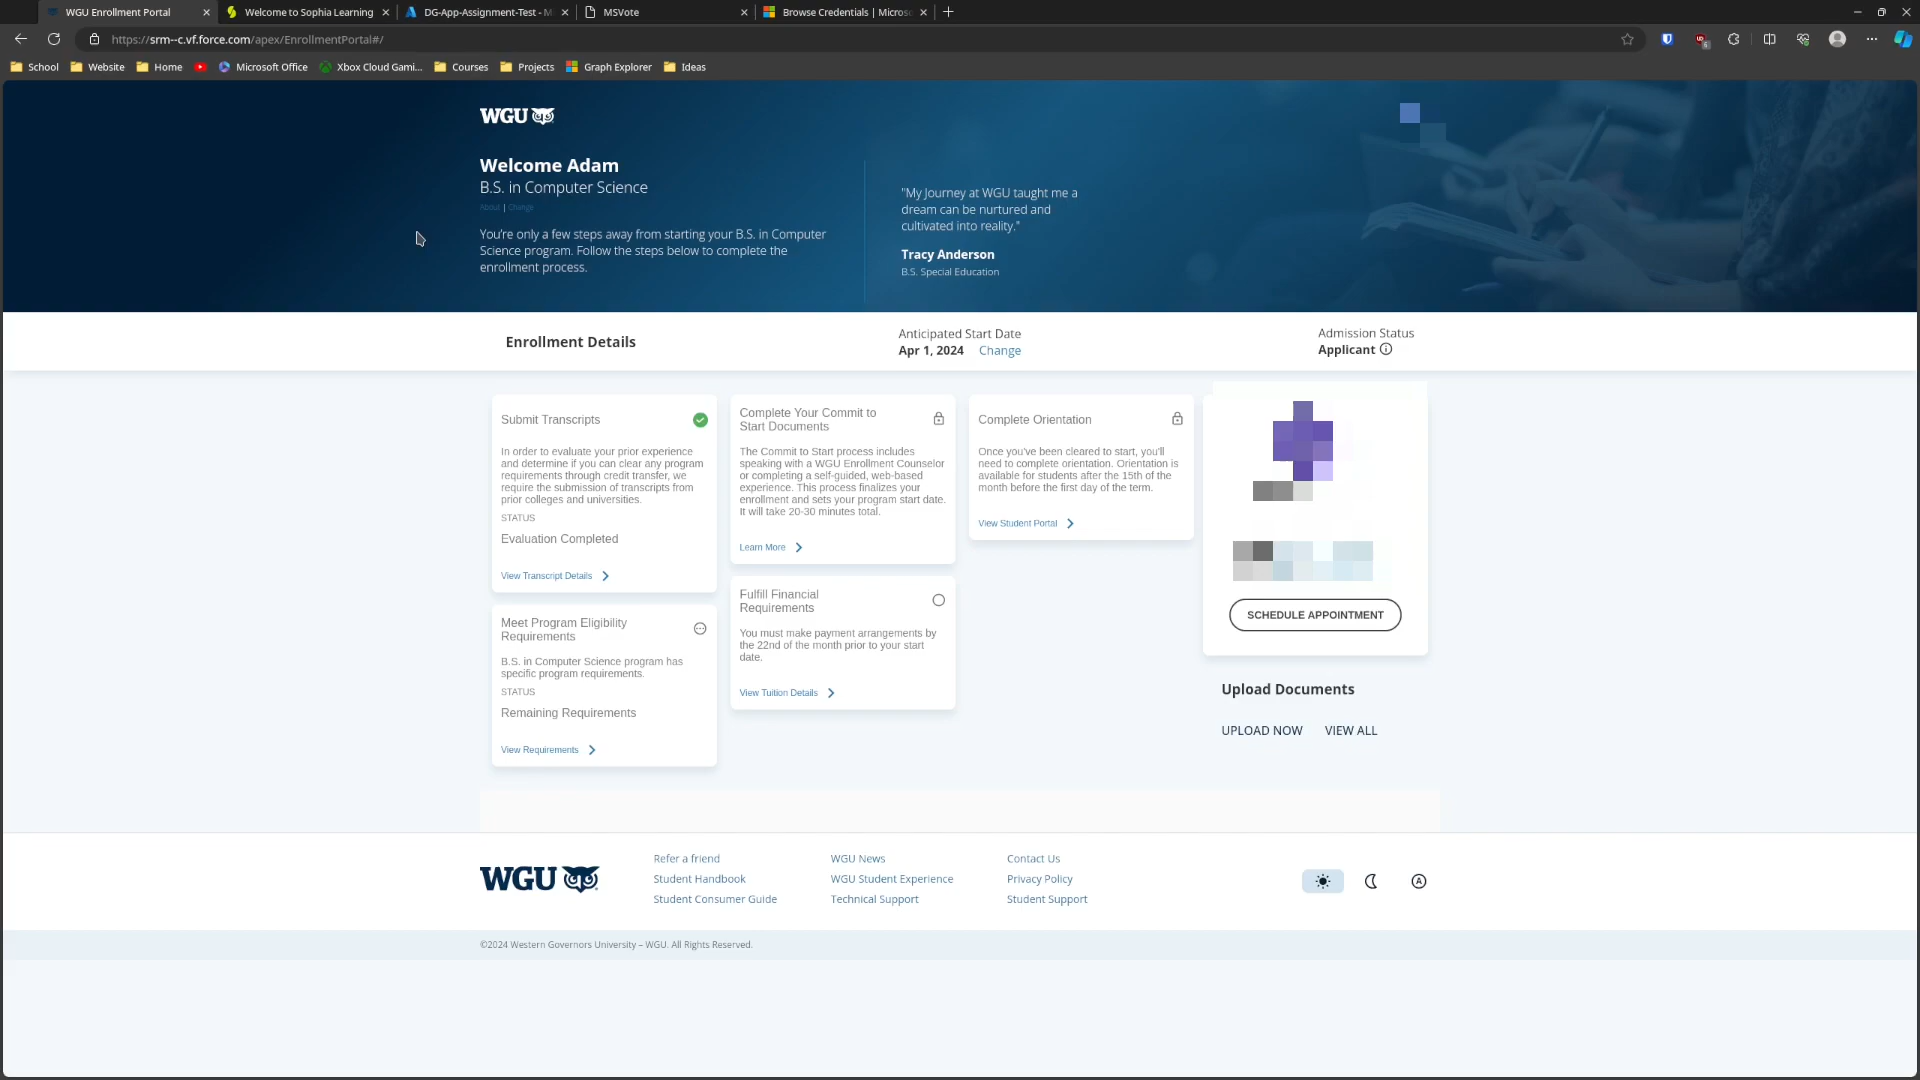 WGU Enrollment Portal
Welcome to Sophia Learning
DG-App-Assignment-Test - M
MSVote
Browse Credentials | Micros
https://srm--c.vf.force.com/apex/EnrollmentPortal#/
School
Website
Home
Microsoft Office
Xbox Cloud Gami...
Courses
Projects
Graph Explorer
Ideas
WGU
Welcome Adam
B.S. in Computer Science
About | Change
You're only a few steps away from starting your B.S. in Computer
Science program. Follow the steps below to complete the
enrollment process.
"My Journey at WGU taught me a
dream can be nurtured and
cultivated into reality."
Tracy Anderson
B.S. Special Education
Enrollment Details
Anticipated Start Date
Apr 1, 2024 Change
Admission Status
Applicant
Submit Transcripts
In order to evaluate your prior experience
and determine if you can clear any program
requirements through credit transfer, we
require the submission of transcripts from
prior colleges and universities.
STATUS
Evaluation Completed
View Transcript Details
Meet Program Eligibility
Requirements
B.S. in Computer Science program has
specific program requirements.
STATUS
Remaining Requirements
View Requirements
Complete Your Commit to
Start Documents
The Commit to Start process includes
speaking with a WGU Enrollment Counselor
or completing a self-guided, web-based
experience. This process finalizes your
enrollment and sets your program start date.
It will take 20-30 minutes total.
Learn More
Fulfill Financial
Requirements
You must make payment arrangements by
the 22nd of the month prior to your start
date.
View Tuition Details
Complete Orientation
Once you've been cleared to start, you'll
need to complete orientation. Orientation is
available for students after the 15th of the
month before the first day of the term.
View Student Portal
SCHEDULE APPOINTMENT
Upload Documents
UPLOAD NOW VIEW ALL
WGU
Refer a friend
Student Handbook
Student Consumer Guide
WGU News
WGU Student Experience
Technical Support
Contact Us
Privacy Policy
Student Support
A
©2024 Western Governors University – WGU. All Rights Reserved.